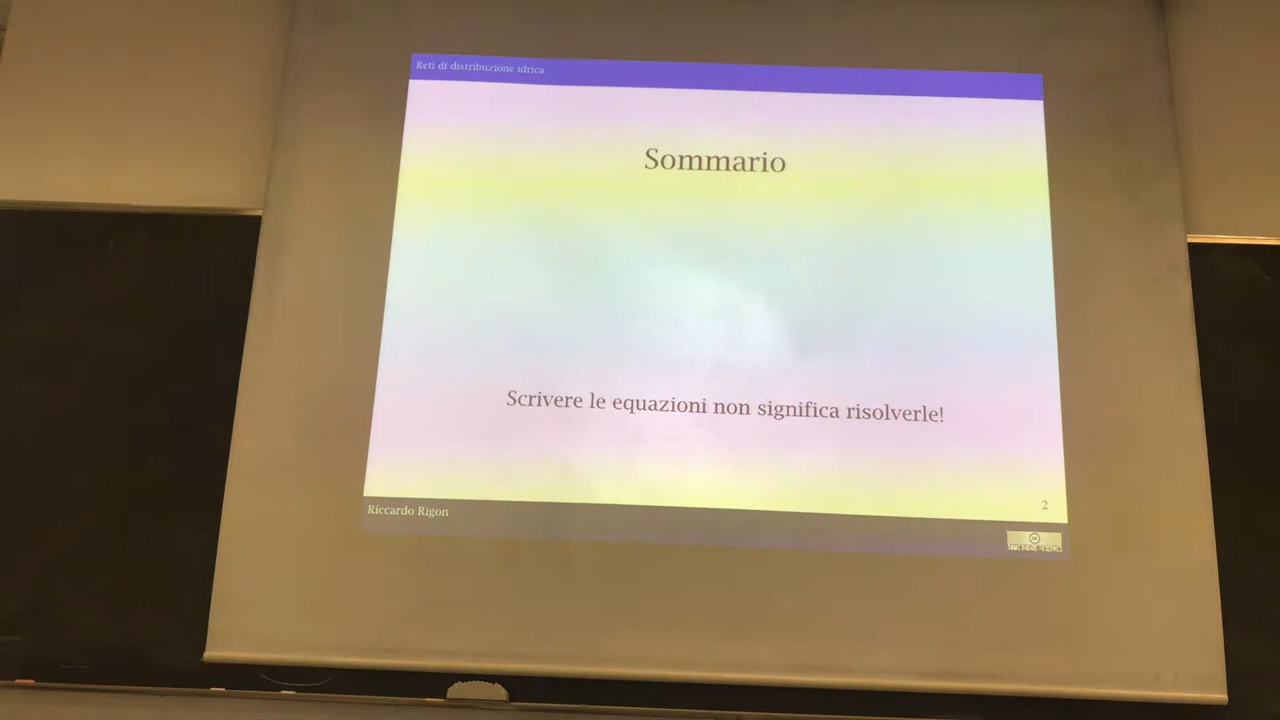 Reti di distribuzione idrica
Sommario
Scrivere le equazioni non significa risolverle!
2
Riccardo Rigon